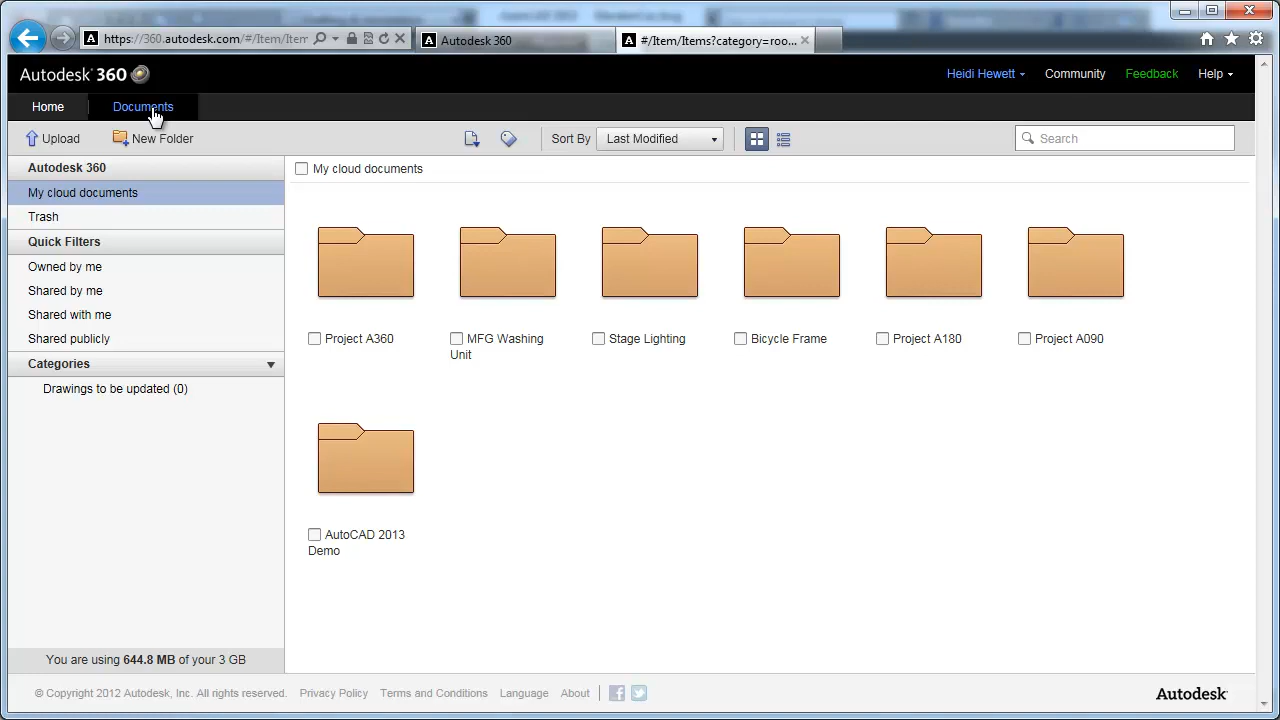 https://360.autodesk.com/#/Item/Item
Autodesk 360
#/Item/Items?category=roo...
Autodesk 360
Heidi Hewett
Community
Feedback
Help
Home
Documents
Upload
New Folder
Sort By
Last Modified
Search
Autodesk 360
My cloud documents
Trash
Quick Filters
Owned by me
Shared by me
Shared with me
Shared publicly
Categories
Drawings to be updated (0)
You are using 644.8 MB of your 3 GB
My cloud documents
Project A360
MFG Washing
Unit
Stage Lighting
Bicycle Frame
Project A180
Project A090
AutoCAD 2013
Demo
© Copyright 2012 Autodesk, Inc. All rights reserved.
Privacy Policy
Terms and Conditions
Language
About
Autodesk